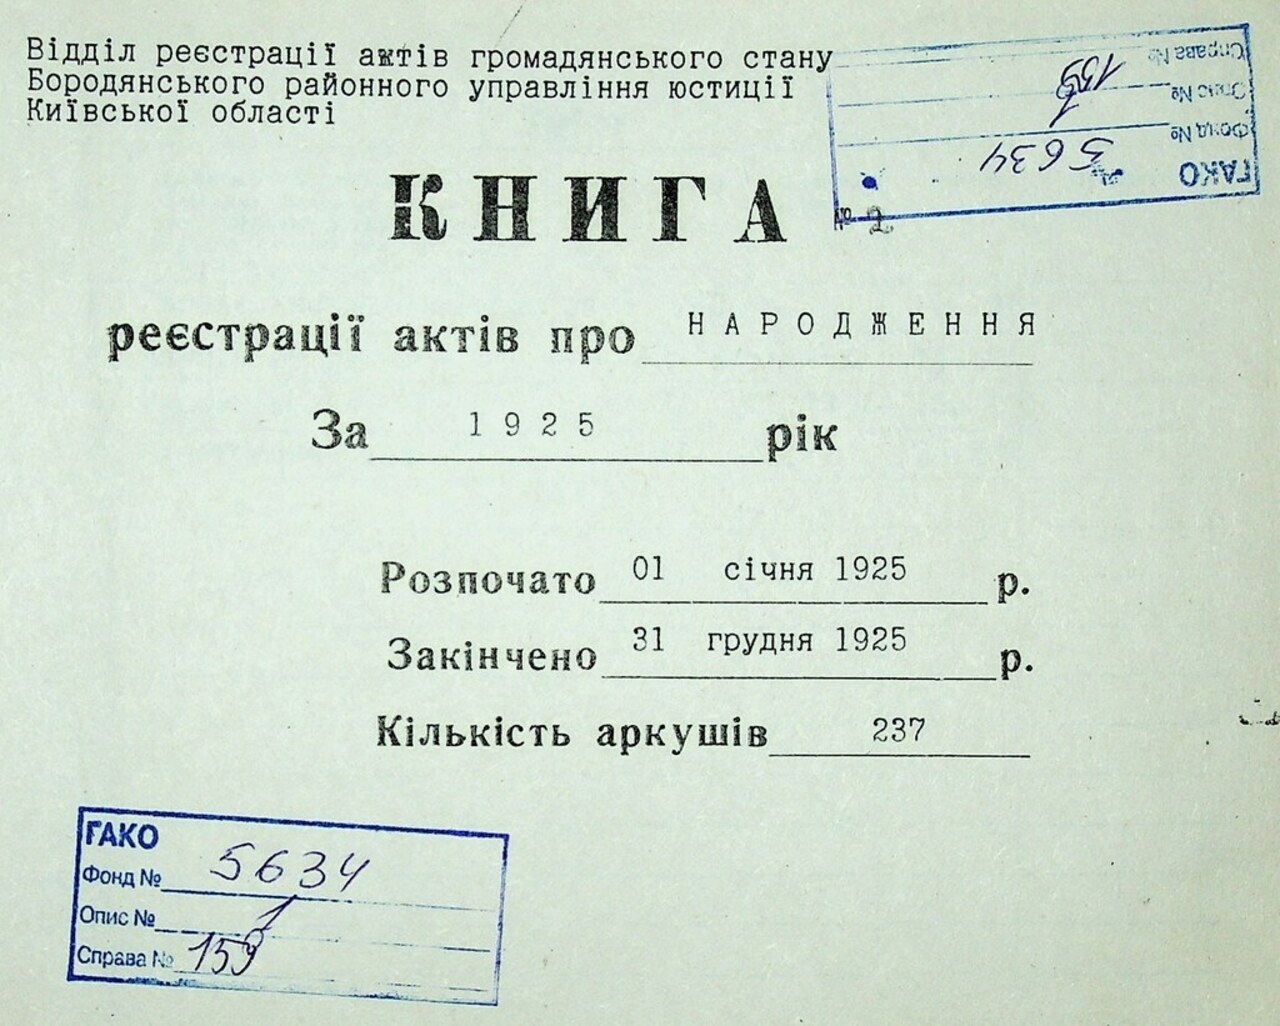 Відділ реєстрації актів громадянського стану
Бородянського районного управління юстиції
Київської області
ГАКО
Фонд № 5634
Опис № 1
Справа № 159
КНИГА № 2
реєстрації актів про НАРОДЖЕННЯ
За 1925 рік
Розпочато 01 січня 1925 р.
Закінчено 31 грудня 1925 р.
Кількість аркушів 237
ГАКО
Фонд № 5634
Опис № 1
Справа № 159